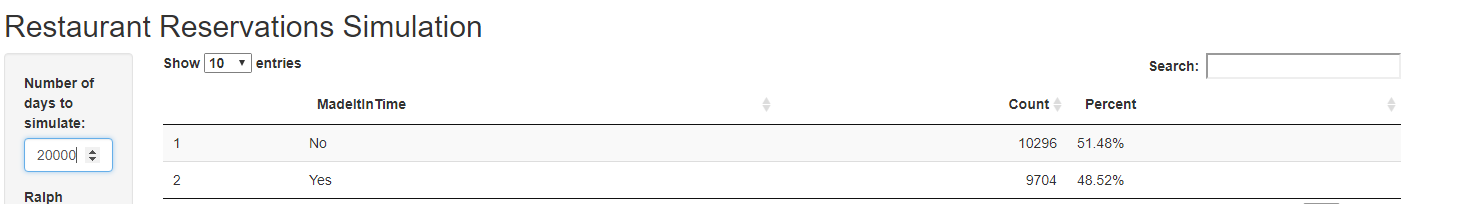 Restaurant Reservations Simulation
Number of
days to
simulate:
20000
Ralph
Show 10 entries
Search:
MadeItInTime Count Percent
1 No 10296 51.48%
2 Yes 9704 48.52%